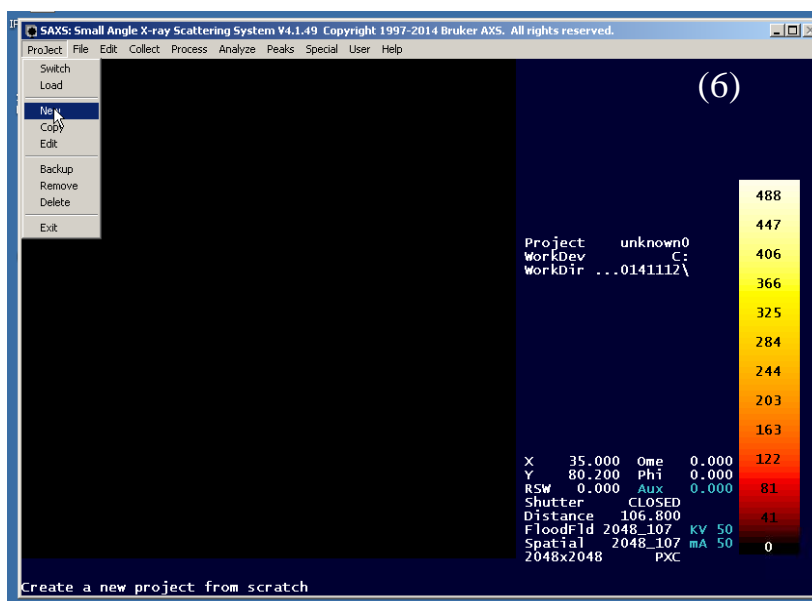 SAXS: Small Angle X-ray Scattering System V4.1.49 Copyright 1997-2014 Bruker AXS. All rights reserved.
ProJect File Edit Collect Process Analyze Peaks Special User Help
Switch
Load
New
Copy
Edit
Backup
Remove
Delete
Exit
(6)
Project unknown0
WorkDev C:
WorkDir ...0141112\
488
447
406
366
325
284
244
203
163
122
81
41
0
X 35.000 Ome 0.000
Y 80.200 Phi 0.000
RSW 0.000 Aux 0.000
Shutter CLOSED
Distance 106.800
FloodFld 2048_107 KV 50
Spatial 2048_107 mA 50
2048x2048 PXC
Create a new project from scratch